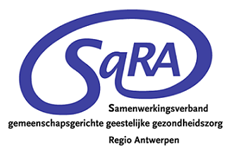 SaRA
Samenwerkingsverband
gemeenschapsgerichte geestelijke gezondheidszorg
Regio Antwerpen